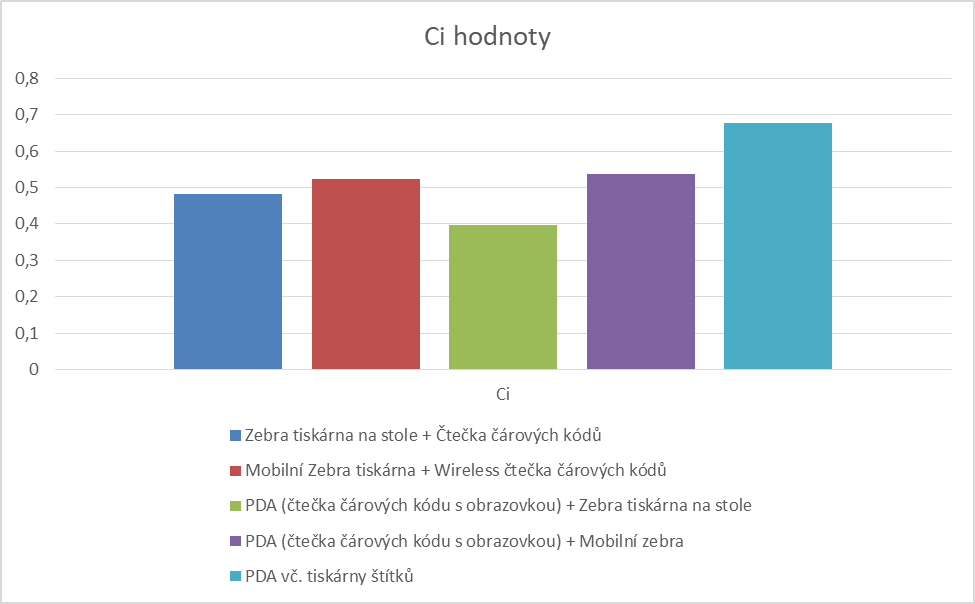 Ci hodnoty
0,8
0,7
0,6
0,5
0,4
0,3
0,2
0,1
0
Ci
Zebra tiskárna na stole + Čtečka čárových kódů
Mobilní Zebra tiskárna + Wireless čtečka čárových kódů
PDA (čtečka čárových kódu s obrazovkou) + Zebra tiskárna na stole
PDA (čtečka čárových kódu s obrazovkou) + Mobilní zebra
PDA vč. tiskárny štítků